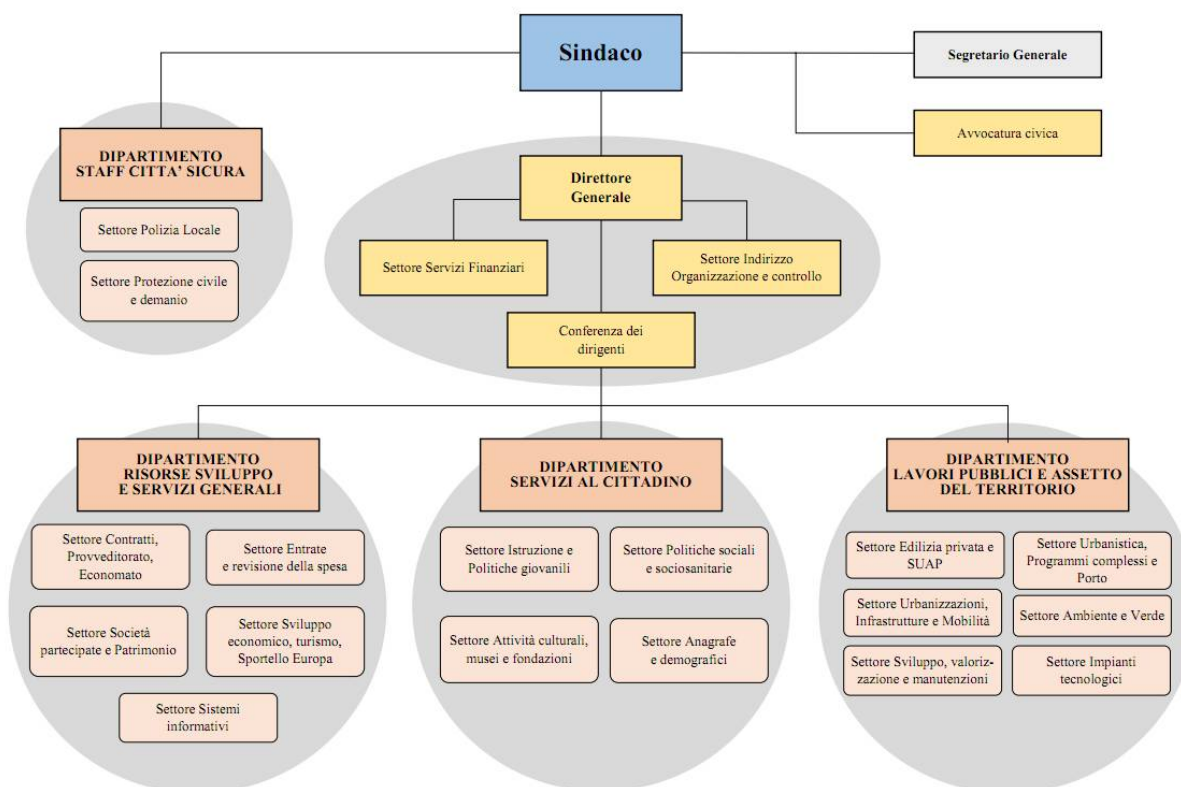 Sindaco
Segretario Generale
Avvocatura civica
DIPARTIMENTO
STAFF CITTA' SICURA
Settore Polizia Locale
Settore Protezione civile
e demanio
Direttore
Generale
Settore Servizi Finanziari
Settore Indirizzo
Organizzazione e controllo
Conferenza dei
dirigenti
DIPARTIMENTO
RISORSE SVILUPPO
E SERVIZI GENERALI
Settore Contratti,
Provveditorato,
Economato
Settore Entrate
e revisione della spesa
Settore Società
partecipate e Patrimonio
Settore Sviluppo
economico, turismo,
Sportello Europa
Settore Sistemi
informativi
DIPARTIMENTO
SERVIZI AL CITTADINO
Settore Istruzione e
Politiche giovanili
Settore Politiche sociali
e sociosanitarie
Settore Attività culturali,
musei e fondazioni
Settore Anagrafe
e demografici
DIPARTIMENTO
LAVORI PUBBLICI E ASSETTO
DEL TERRITORIO
Settore Edilizia privata e
SUAP
Settore Urbanistica,
Programmi complessi e
Porto
Settore Urbanizzazioni,
Infrastrutture e Mobilità
Settore Ambiente e Verde
Settore Sviluppo, valoriz-
zazione e manutenzioni
Settore Impianti
tecnologici